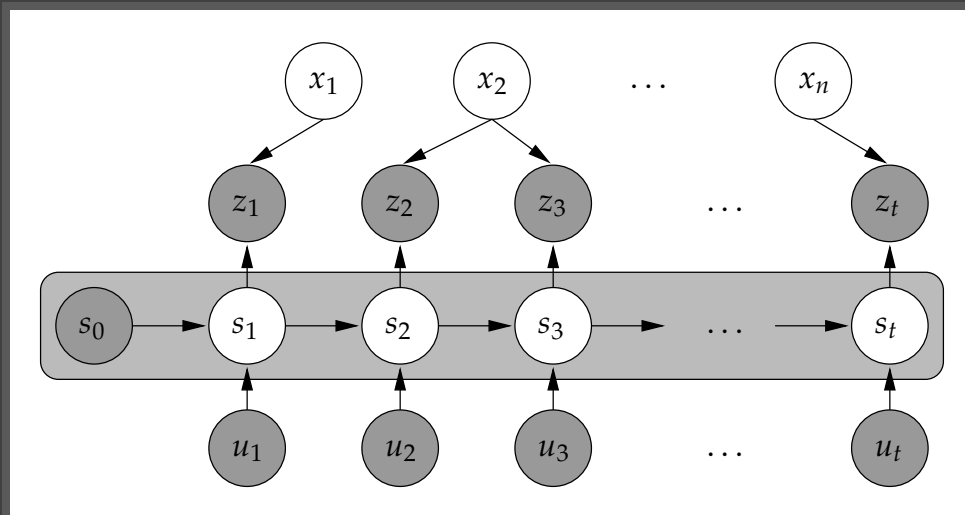 x₁ x₂ ... xₙ
z₁ z₂ z₃ ... zₜ
s₀ s₁ s₂ s₃ ... sₜ
u₁ u₂ u₃ ... uₜ